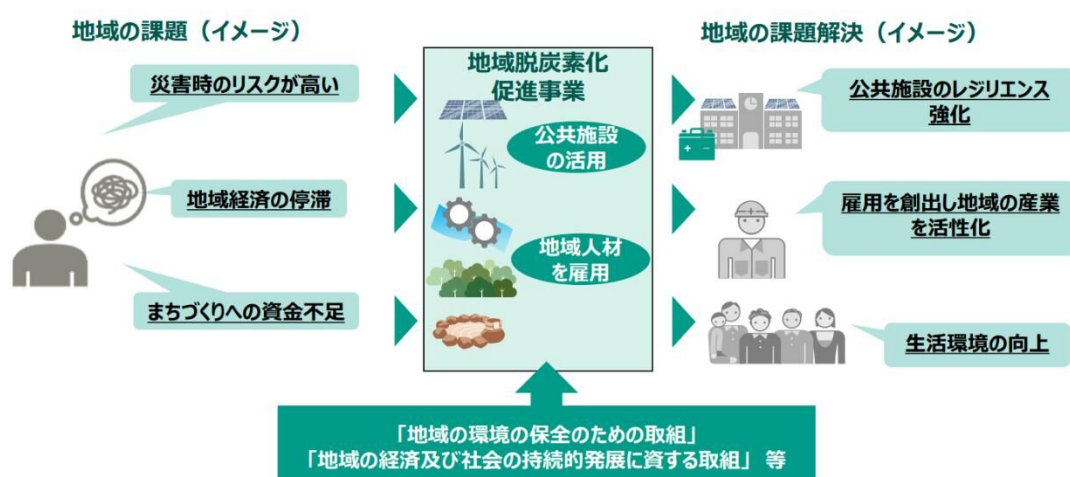 地域の課題（イメージ）
災害時のリスクが高い
地域経済の停滞
まちづくりへの資金不足
地域脱炭素化
促進事業
公共施設
の活用
地域人材
を雇用
地域の課題解決（イメージ）
公共施設のレジリエンス
強化
雇用を創出し地域の産業
を活性化
生活環境の向上
「地域の環境の保全のための取組」
「地域の経済及び社会の持続的発展に資する取組」 等